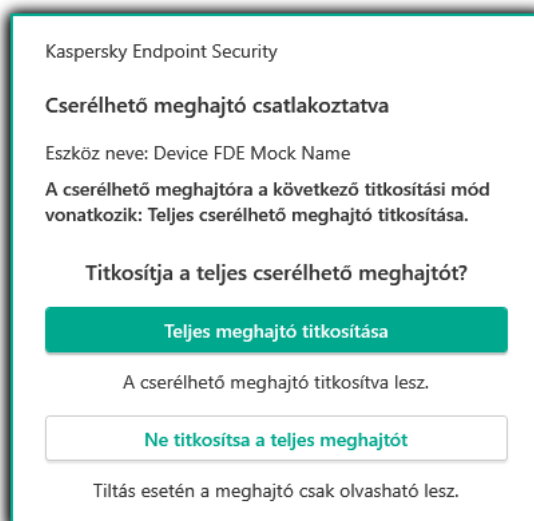 Kaspersky Endpoint Security
Cserélhető meghajtó csatlakoztatva
Eszköz neve: Device FDE Mock Name
A cserélhető meghajtóra a következő titkosítási mód
vonatkozik: Teljes cserélhető meghajtó titkosítása.
Titkosítja a teljes cserélhető meghajtót?
Teljes meghajtó titkosítása
A cserélhető meghajtó titkosítva lesz.
Ne titkosítsa a teljes meghajtót
Tiltás esetén a meghajtó csak olvasható lesz.